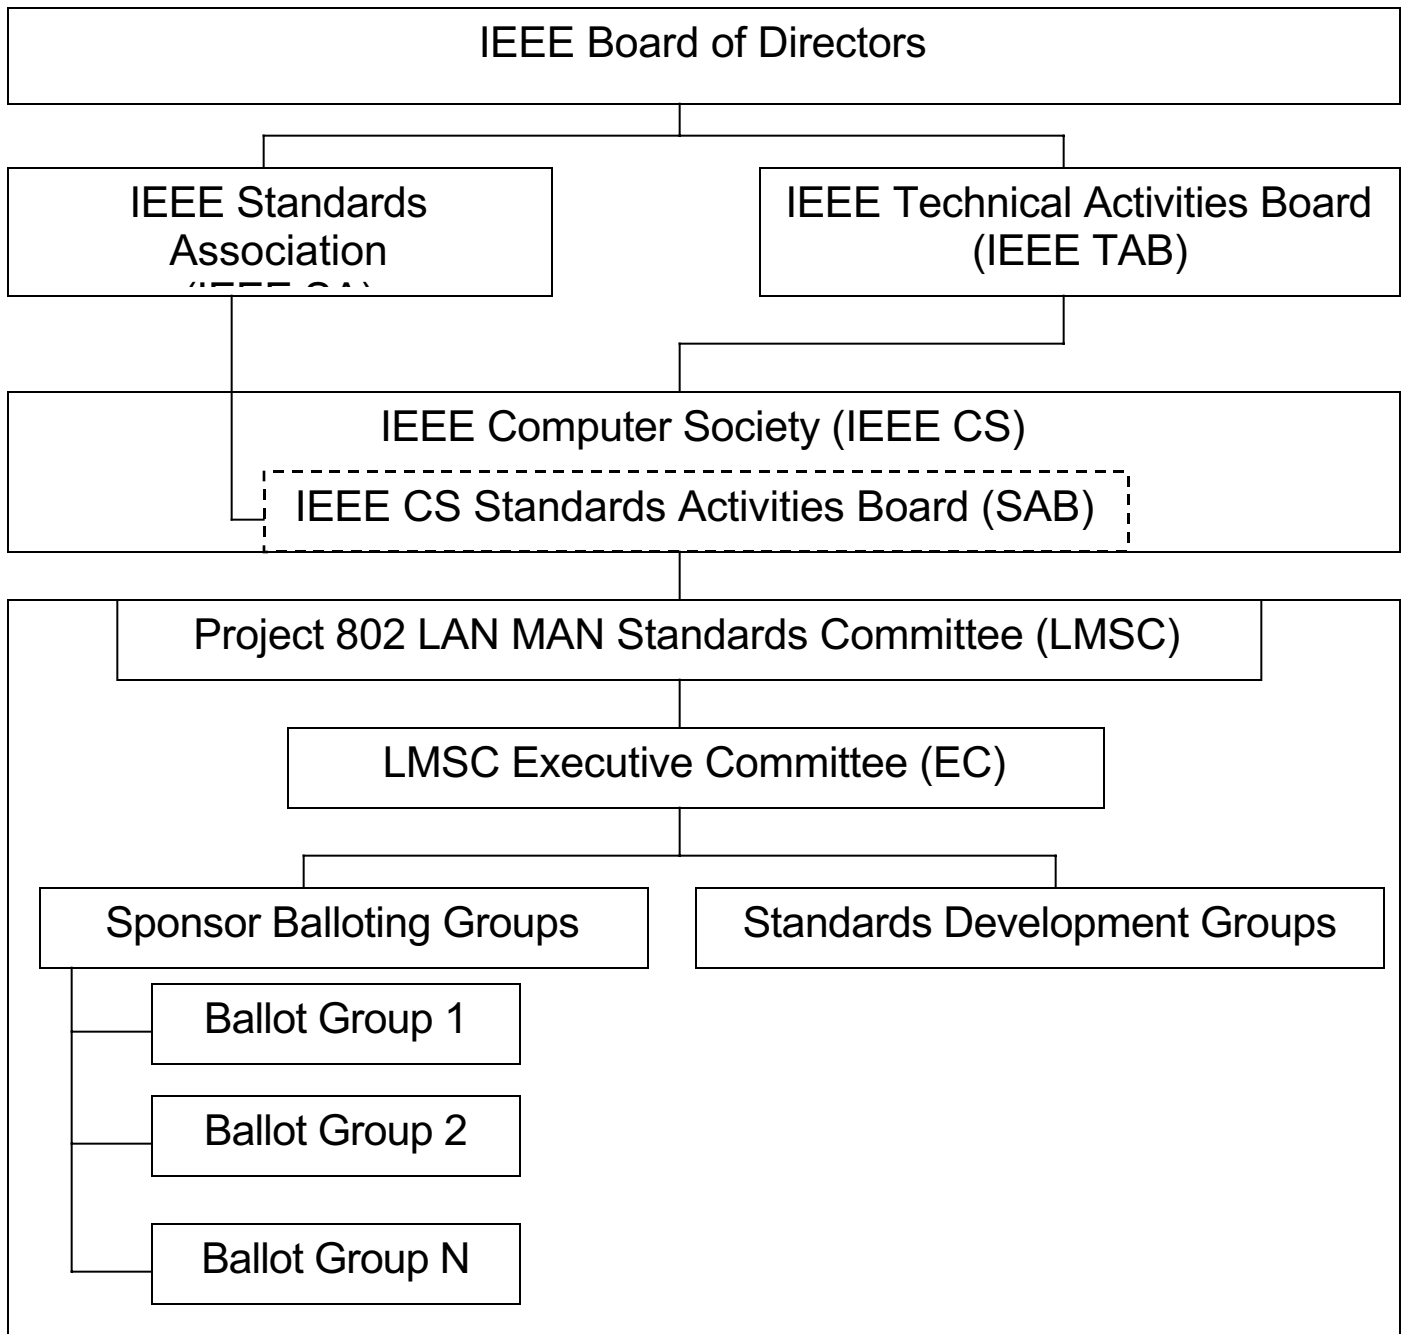 IEEE Board of Directors
IEEE Standards
Association
IEEE Technical Activities Board
(IEEE TAB)
IEEE Computer Society (IEEE CS)
IEEE CS Standards Activities Board (SAB)
Project 802 LAN MAN Standards Committee (LMSC)
LMSC Executive Committee (EC)
Sponsor Balloting Groups
Standards Development Groups
Ballot Group 1
Ballot Group 2
Ballot Group N